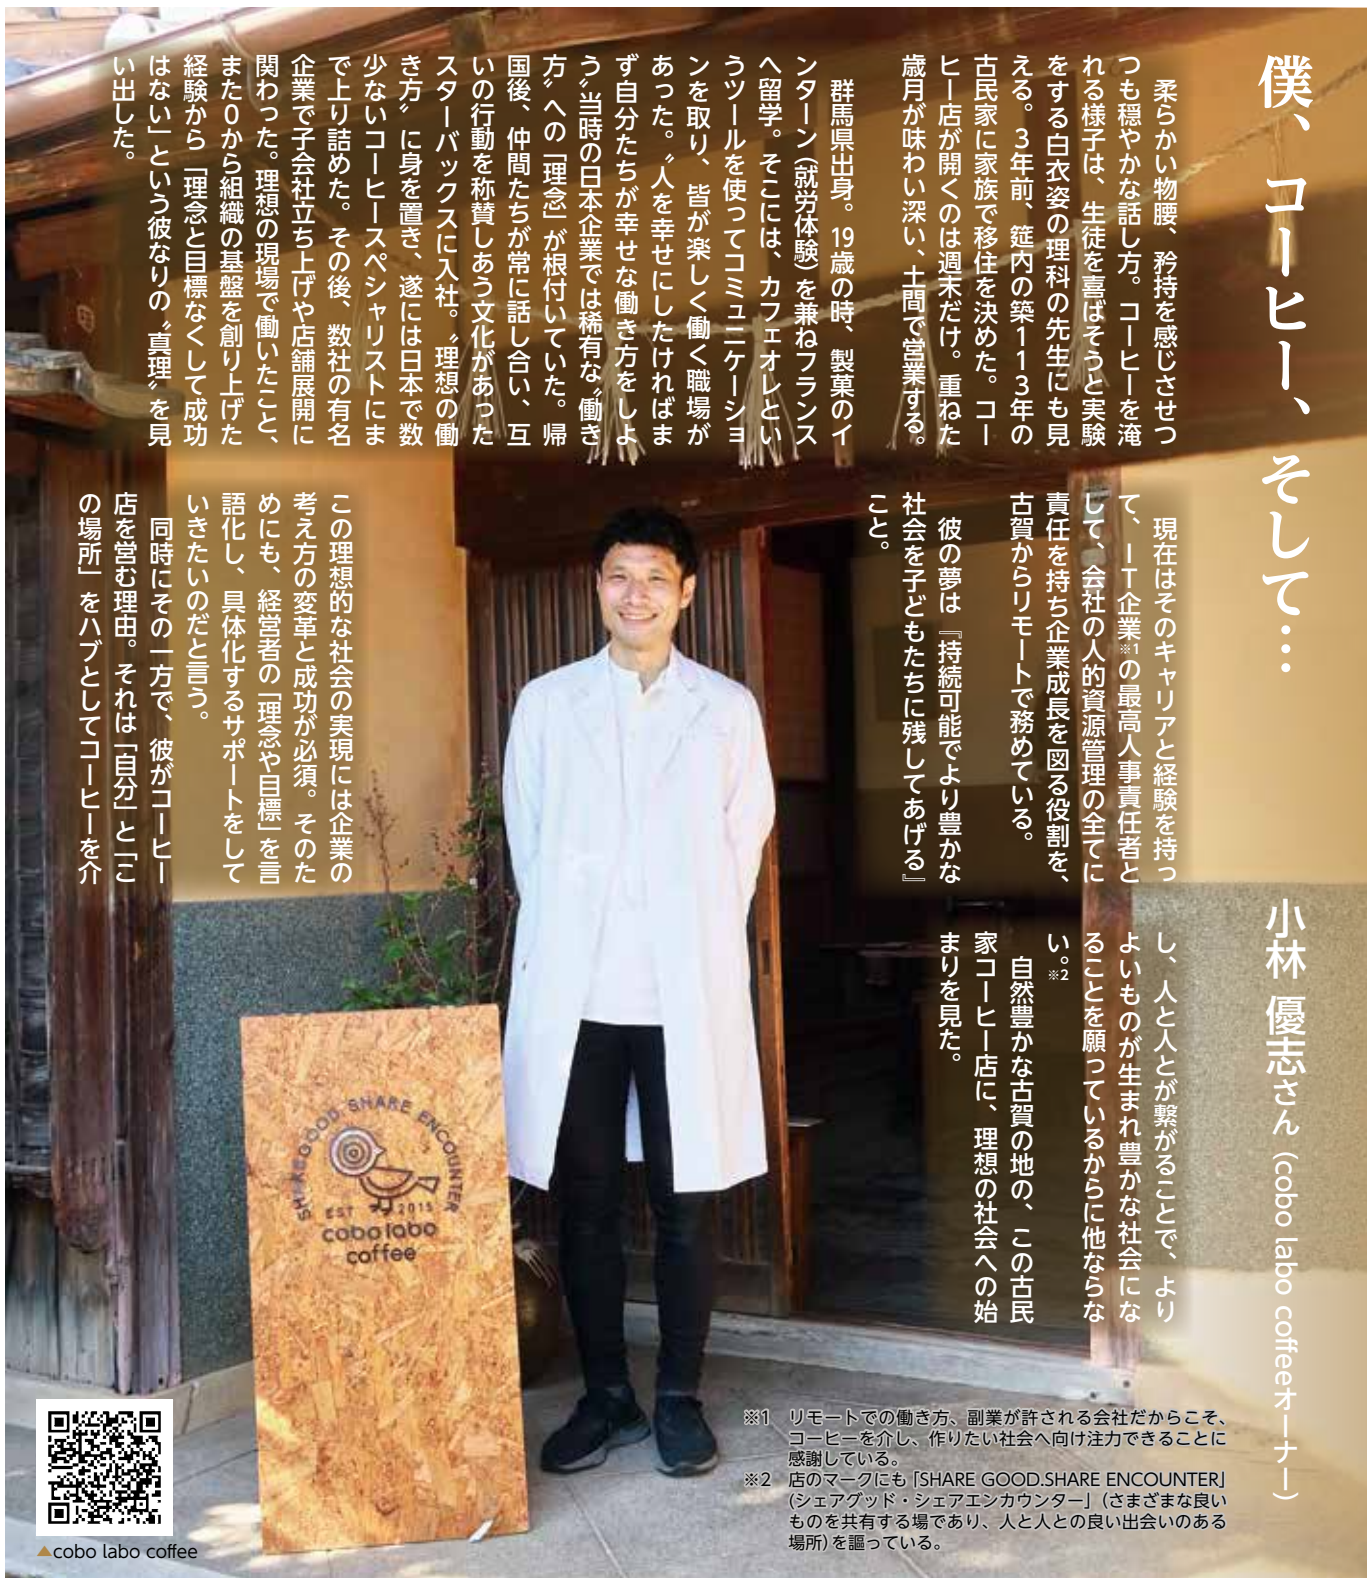 僕、コーヒー、そして…
小林 優志さん（cobo labo coffeeオーナー）
柔らかい物腰、矜持を感じさせつ
つも穏やかな話し方。コーヒーを淹
れる様子は、生徒を喜ばそうと実験
をする白衣姿の理科の先生にも見
える。3年前、筵内の築113年の
古民家に家族で移住を決めた。コー
ヒー店が開くのは週末だけ。重ねた
歳月が味わい深い、土間で営業する。
群馬県出身。19歳の時、製菓のイ
ンターン（就労体験）を兼ねフランス
へ留学。そこには、カフェオレとい
うツールを使ってコミュニケーショ
ンを取り、皆が楽しく働く職場が
あった。〝人を幸せにしたければま
ず自分たちが幸せな働き方をしよ
う〟当時の日本企業では稀有な〝働き
方〟への「理念」が根付いていた。帰
国後、仲間たちが常に話し合い、互
いの行動を称賛しあう文化があった
スターバックスに入社。〝理想の働
き方〟に身を置き、遂には日本で数
少ないコーヒースペシャリストにま
で上り詰めた。その後、数社の有名
企業で子会社立ち上げや店舗展開に
関わった。理想の現場で働いたこと、
また0から組織の基盤を創り上げた
経験から「理念と目標なくして成功
はない」という彼なりの〝真理〟を見
い出した。
現在はそのキャリアと経験を持っ
て、IT企業※1の最高人事責任者と
して、会社の人的資源管理の全てに
責任を持ち企業成長を図る役割を、
古賀からリモートで務めている。
彼の夢は『持続可能でより豊かな
社会を子どもたちに残してあげる』
こと。
この理想的な社会の実現には企業の
考え方の変革と成功が必須。そのた
めにも、経営者の「理念や目標」を言
語化し、具体化するサポートをして
いきたいのだと言う。
同時にその一方で、彼がコーヒー
店を営む理由。それは「自分」と「こ
の場所」をハブとしてコーヒーを介
し、人と人とが繋がることで、より
よいものが生まれ豊かな社会にな
ることを願っているからに他ならな
い。※2
自然豊かな古賀の地の、この古民
家コーヒー店に、理想の社会への始
まりを見た。
SHARE GOOD. SHARE ENCOUNTER
EST 2015
cobo labo
coffee
※1 リモートでの働き方、副業が許される会社だからこそ、
コーヒーを介し、作りたい社会へ向け注力できることに
感謝している。
※2 店のマークにも「SHARE GOOD.SHARE ENCOUNTER」
(シェアグッド・シェアエンカウンター」（さまざまな良い
ものを共有する場であり、人と人との良い出会いのある
場所）を謳っている。
▲cobo labo coffee